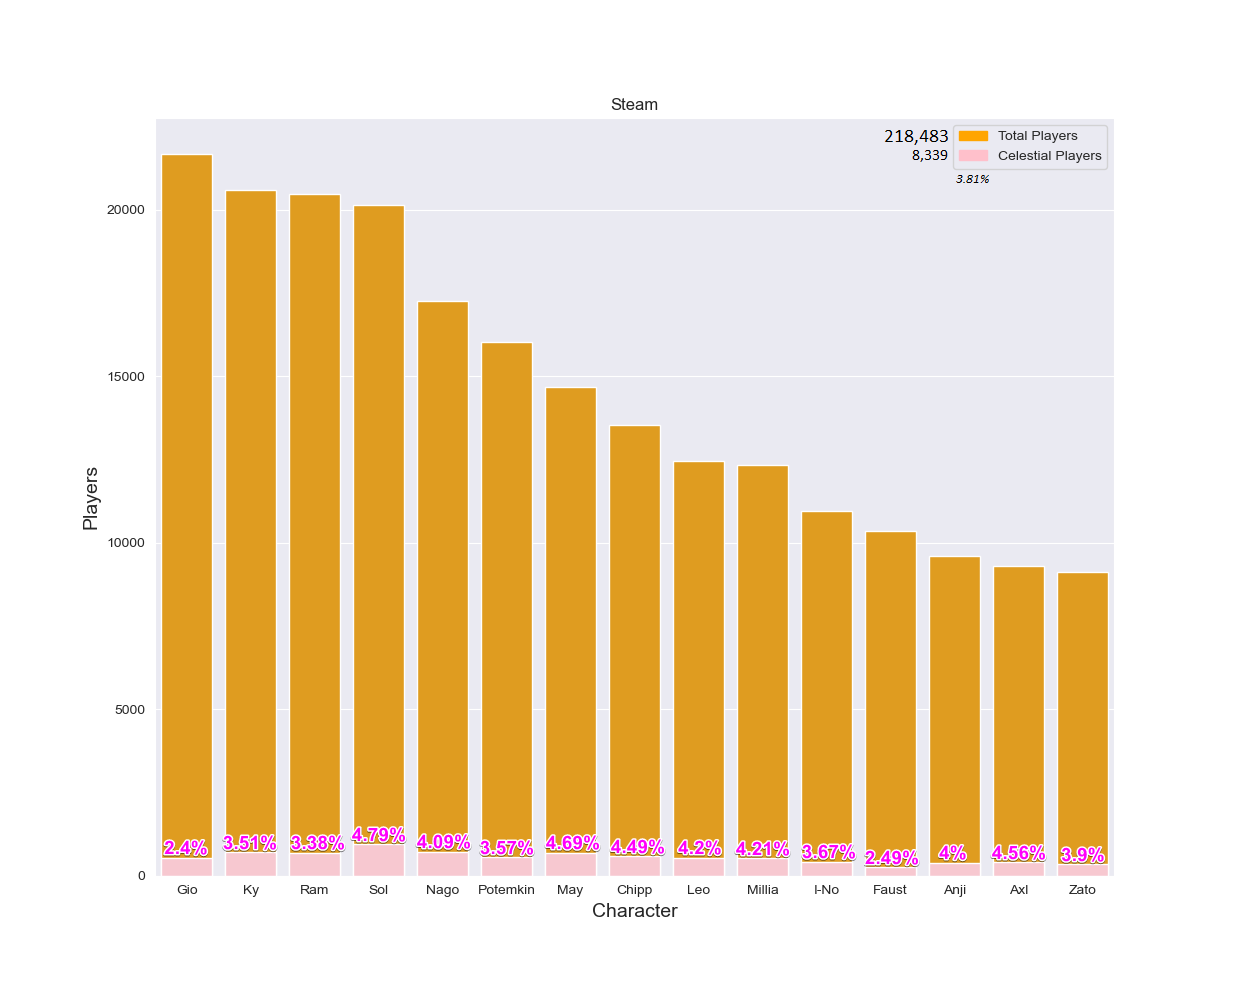 Steam
218,483 Total Players
8,339 Celestial Players
3.81%
20000
15000
10000
5000
0
Players
2.4% 3.51% 3.38% 4.79% 4.09% 3.57% 4.69% 4.49% 4.2% 4.21% 3.67% 2.49% 4% 4.56% 3.9%
Gio Ky Ram Sol Nago Potemkin May Chipp Leo Millia I-No Faust Anji Axl Zato
Character